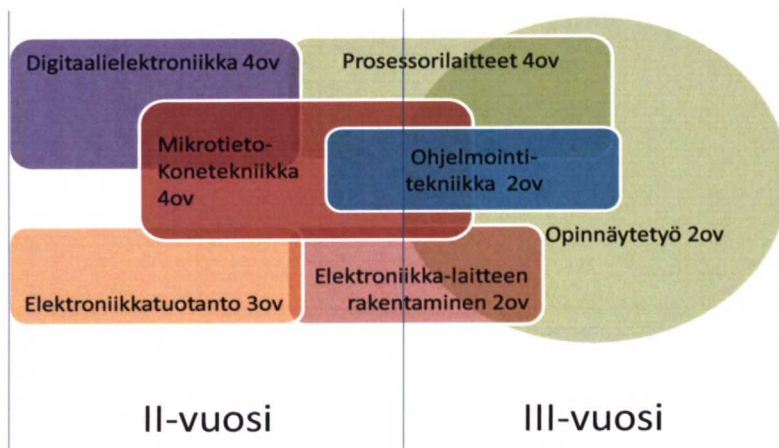 Digitaalielektroniikka 4ov
Prosessorilaitteet 4ov
Mikrotieto-
Konetekniikka
4ov
Ohjelmointi-
tekniikka 2ov
Opinnäytetyö 2ov
Elektroniikkatuotanto 3ov
Elektroniikka-laitteen
rakentaminen 2ov
II-vuosi
III-vuosi